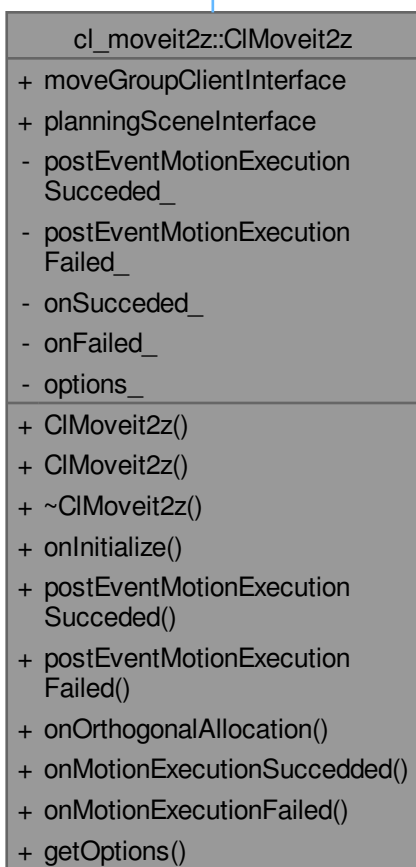 cl_moveit2z::ClMoveit2z
+ moveGroupClientInterface
+ planningSceneInterface
- postEventMotionExecution
Succeded_
- postEventMotionExecution
Failed_
- onSucceded_
- onFailed_
- options_
+ ClMoveit2z()
+ ClMoveit2z()
+ ~ClMoveit2z()
+ onInitialize()
+ postEventMotionExecution
Succeded()
+ postEventMotionExecution
Failed()
+ onOrthogonalAllocation()
+ onMotionExecutionSuccedded()
+ onMotionExecutionFailed()
+ getOptions()